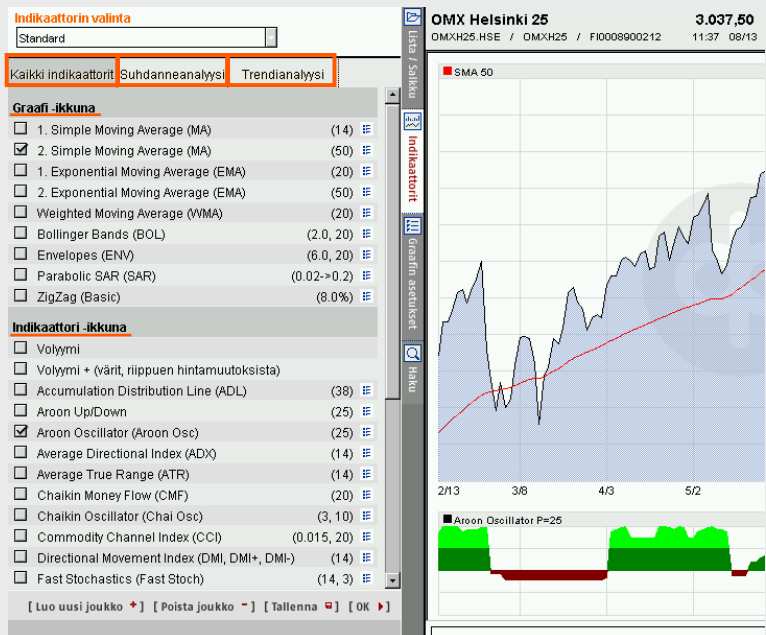 Indikaattorin valinta
Standard
Kaikki indikaattorit Suhdanneanalyysi Trendianalyysi
Graafi -ikkuna
1. Simple Moving Average (MA) (14)
2. Simple Moving Average (MA) (50)
1. Exponential Moving Average (EMA) (20)
2. Exponential Moving Average (EMA) (50)
Weighted Moving Average (WMA) (20)
Bollinger Bands (BOL) (2.0, 20)
Envelopes (ENV) (6.0, 20)
Parabolic SAR (SAR) (0.02->0.2)
ZigZag (Basic) (8.0%)
Indikaattori -ikkuna
Volyymi
Volyymi + (värit, riippuen hintamuutoksista)
Accumulation Distribution Line (ADL) (38)
Aroon Up/Down (25)
Aroon Oscillator (Aroon Osc) (25)
Average Directional Index (ADX) (14)
Average True Range (ATR) (14)
Chaikin Money Flow (CMF) (20)
Chaikin Oscillator (Chai Osc) (3, 10)
Commodity Channel Index (CCI) (0.015, 20)
Directional Movement Index (DMI, DMI+, DMI-) (14)
Fast Stochastics (Fast Stoch) (14, 3)
[ Luo uusi joukko + ] [ Poista joukko - ] [ Tallenna ] [ OK ]
Lista / Salkku
Indikaattorit
Graafin asetukset
Haku
OMX Helsinki 25 3.037,50
OMXH25.HSE / OMXH25 / FI0008900212 11:37 08/13
SMA 50
2/13 3/8 4/3 5/2
Aroon Oscillator P=25